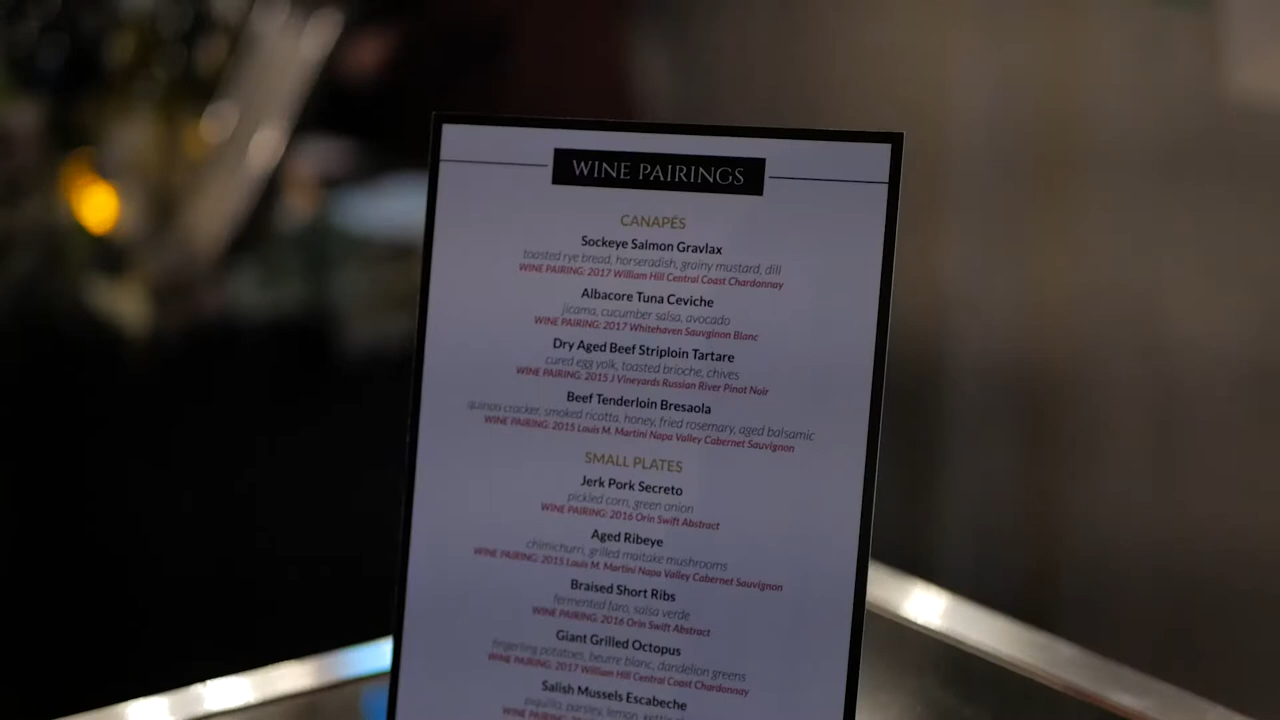 WINE PAIRINGS
CANAPÉS
Sockeye Salmon Gravlax
toasted rye bread, horseradish, grainy mustard, dill
WINE PAIRING: 2017 William Hill Central Coast Chardonnay
Albacore Tuna Ceviche
jicama, cucumber salsa, avocado
WINE PAIRING: 2017 Whitehaven Sauvginon Blanc
Dry Aged Beef Striploin Tartare
cured egg yolk, toasted brioche, chives
WINE PAIRING: 2015 J Vineyards Russian River Pinot Noir
Beef Tenderloin Bresaola
quinoa cracker, smoked ricotta, honey, fried rosemary, aged balsamic
WINE PAIRING: 2015 Louis M. Martini Napa Valley Cabernet Sauvignon
SMALL PLATES
Jerk Pork Secreto
pickled corn, green onion
WINE PAIRING: 2016 Orin Swift Abstract
Aged Ribeye
chimichurri, grilled maitake mushrooms
WINE PAIRING: 2015 Louis M. Martini Napa Valley Cabernet Sauvignon
Braised Short Ribs
fermented faro, salsa verde
WINE PAIRING: 2016 Orin Swift Abstract
Giant Grilled Octopus
fingerling potatoes, beurre blanc, dandelion greens
WINE PAIRING: 2017 William Hill Central Coast Chardonnay
Salish Mussels Escabeche
piquillo, parsley, lemon,
WINE PAIRING: